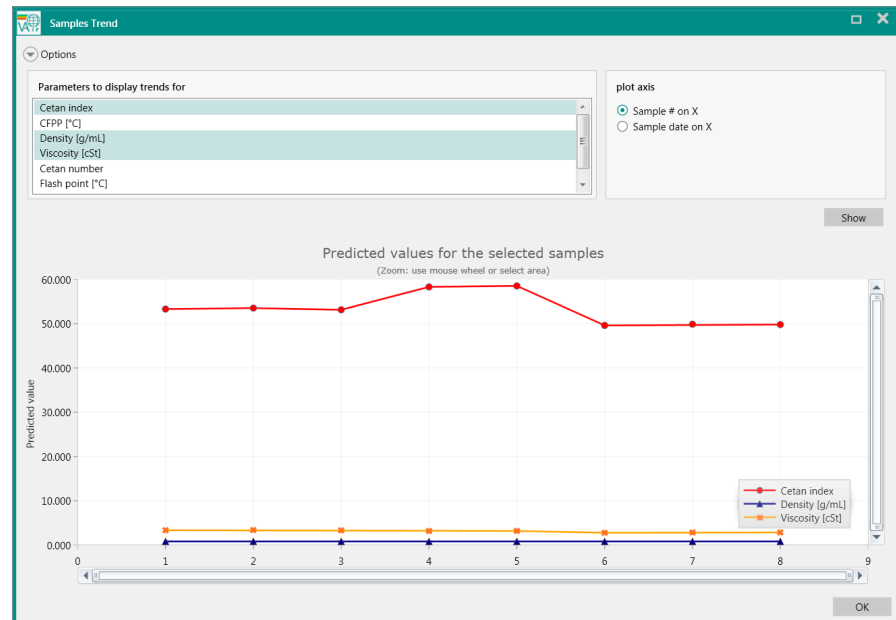 VA ir
Samples Trend
Options
Parameters to display trends for
Cetan index
CFPP [°C]
Density [g/mL]
Viscosity [cSt]
Cetan number
Flash point [°C]
plot axis
Sample # on X
Sample date on X
Show
Predicted values for the selected samples
(Zoom: use mouse wheel or select area)
Predicted value
60.000
50.000
40.000
30.000
20.000
10.000
0.000
0 1 2 3 4 5 6 7 8 9
Cetan index
Density [g/mL]
Viscosity [cSt]
OK